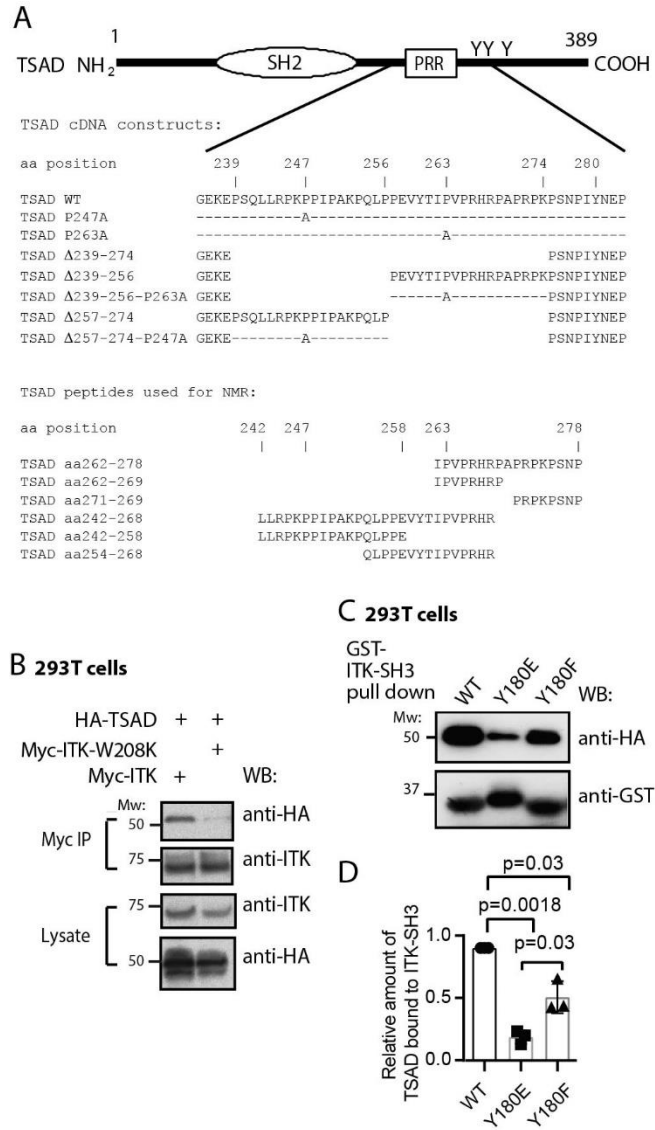 A
1
389
TSAD NH2
SH2
PRR
YY Y
COOH
TSAD cDNA constructs:
aa position 239 247 256 263 274 280
TSAD WT GEKEPSQLLRPKPPIPAKPQLPPEVYTIPVPRHRPAPRPKPSNPIYNEP
TSAD P247A ------------A------------------------------------
TSAD P263A ----------------------------A--------------------
TSAD Δ239-274 GEKE PSNPIYNEP
TSAD Δ239-256 GEKE PEVYTIPVPRHRPAPRPKPSNPIYNEP
TSAD Δ239-256-P263A GEKE ------A----------- PSNPIYNEP
TSAD Δ257-274 GEKEPSQLLRPKPPIPAKPQLP PSNPIYNEP
TSAD Δ257-274-P247A GEKE--------A--------- PSNPIYNEP
TSAD peptides used for NMR:
aa position 242 247 258 263 278
TSAD aa262-278 IPVPRHRPAPRPKPSNP
TSAD aa262-269 IPVPRHRP
TSAD aa271-269 PRPKPSNP
TSAD aa242-268 LLRPKPPIPAKPQLPPEVYTIPVPRHR
TSAD aa242-258 LLRPKPPIPAKPQLPPE
TSAD aa254-268 QLPPEVYTIPVPRHR
B 293T cells
HA-TSAD + +
Myc-ITK-W208K +
Myc-ITK + WB:
Mw:
Myc IP
50
anti-HA
75
anti-ITK
Lysate
75
anti-ITK
50
anti-HA
C 293T cells
GST-
ITK-SH3
pull down
WT Y180E Y180F WB:
Mw:
50
anti-HA
37
anti-GST
D
p=0.03
p=0.0018
p=0.03
Relative amount of
TSAD bound to ITK-SH3
1.0
0.5
0.0
WT Y180E Y180F